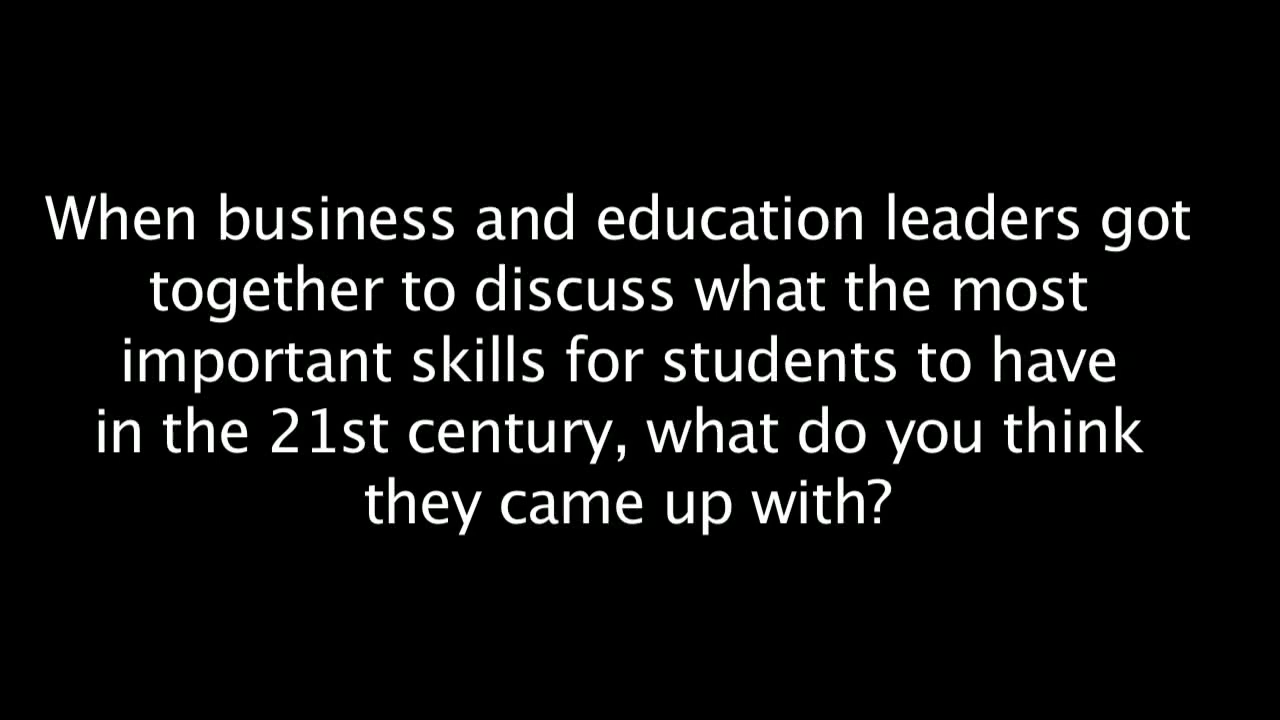 When business and education leaders got
together to discuss what the most
important skills for students to have
in the 21st century, what do you think
they came up with?